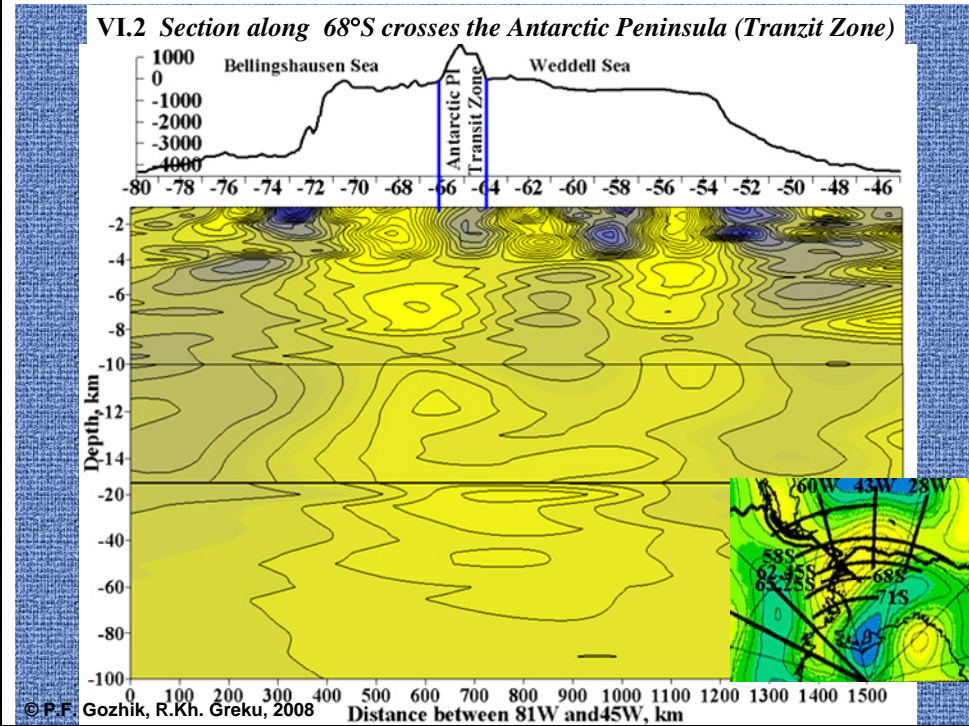 VI.2 Section along 68°S crosses the Antarctic Peninsula (Tranzit Zone)
1000
0
-1000
-2000
-3000
-4000
Bellingshausen Sea
Antarctic Pl
Transit Zone
Weddell Sea
-80 -78 -76 -74 -72 -70 -68 -66 -64 -62 -60 -58 -56 -54 -52 -50 -48 -46
Depth, km
-2
-4
-6
-8
-10
-12
-14
-20
-40
-60
-80
-100
60W 43W 28W
58S
62.45S
65.25S
68S
71S
0 100 200 300 400 500 600 700 800 900 1000 1100 1200 1300 1400 1500
Distance between 81W and45W, km
© P.F. Gozhik, R.Kh. Greku, 2008